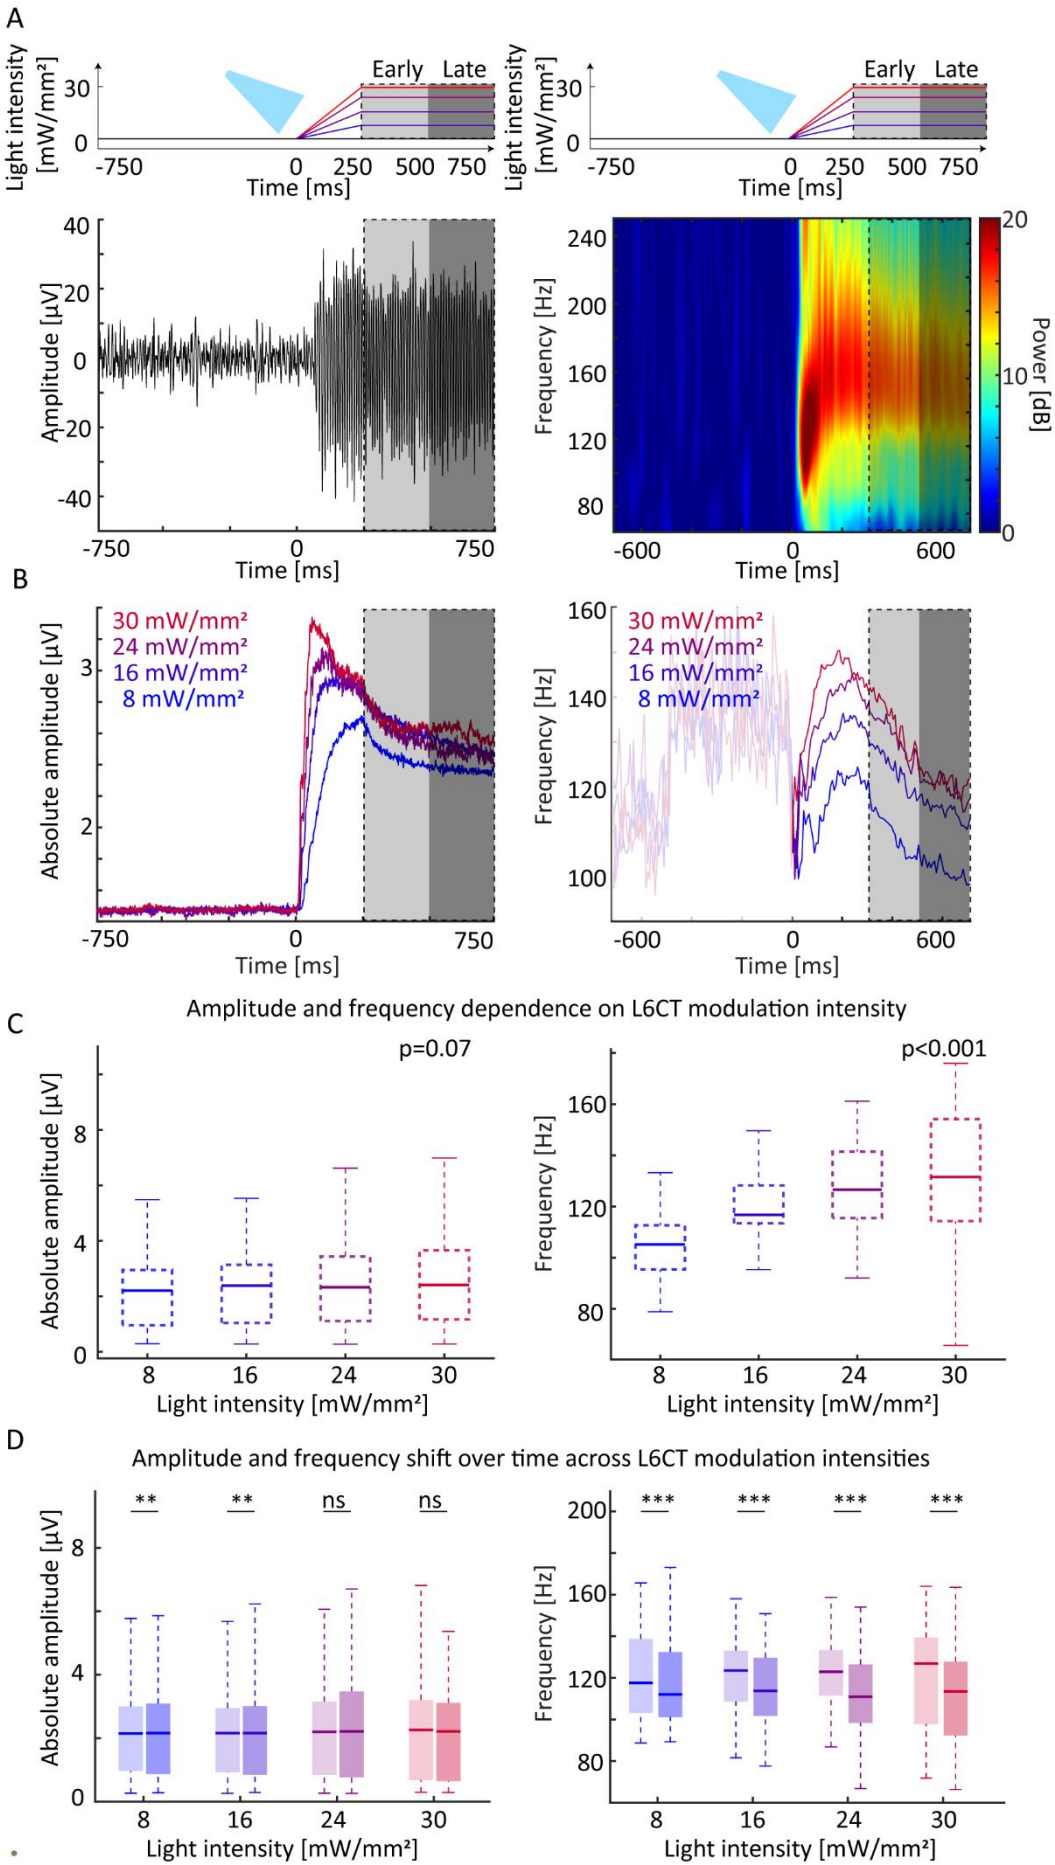 A
Light intensity
[mW/mm²]
30
0
Early Late
-750 0 250 500 750
Time [ms]
Light intensity
[mW/mm²]
30
0
Early Late
-750 0 250 500 750
Time [ms]
Amplitude [µV]
40
20
0
-20
-40
-750 0 750
Time [ms]
Frequency [Hz]
240
200
160
120
80
-600 0 600
Time [ms]
20
10
0
Power [dB]
B
Absolute amplitude [µV]
3
2
30 mW/mm²
24 mW/mm²
16 mW/mm²
8 mW/mm²
-750 0 750
Time [ms]
Frequency [Hz]
160
140
120
100
30 mW/mm²
24 mW/mm²
16 mW/mm²
8 mW/mm²
-600 0 600
Time [ms]
C
Amplitude and frequency dependence on L6CT modulation intensity
Absolute amplitude [µV]
8
4
0
p=0.07
8 16 24 30
Light intensity [mW/mm²]
Frequency [Hz]
160
120
80
p<0.001
8 16 24 30
Light intensity [mW/mm²]
D
Amplitude and frequency shift over time across L6CT modulation intensities
Absolute amplitude [µV]
8
4
0
** ** ns ns
8 16 24 30
Light intensity [mW/mm²]
Frequency [Hz]
200
160
120
80
*** *** *** ***
8 16 24 30
Light intensity [mW/mm²]